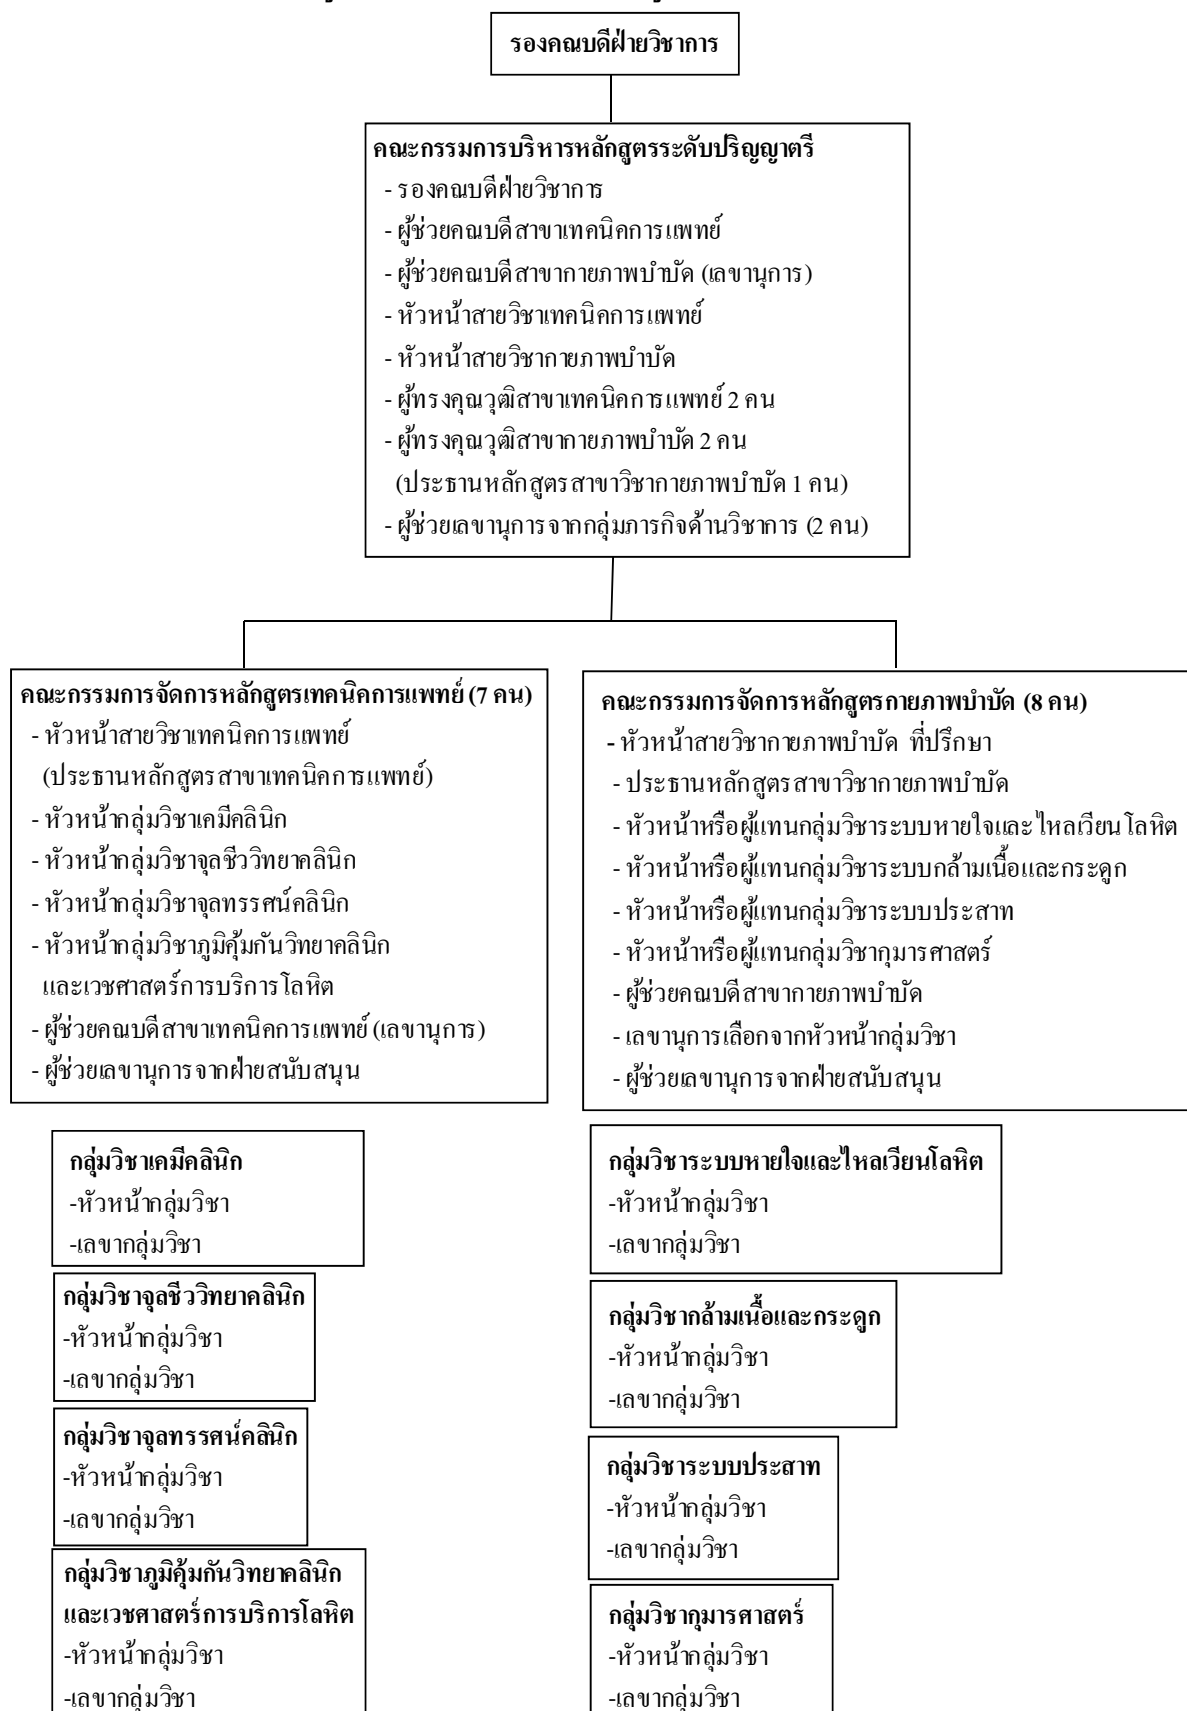 รองคณบดีฝ่ายวิชาการ
คณะกรรมการบริหารหลักสูตรระดับปริญญาตรี
- รองคณบดีฝ่ายวิชาการ
- ผู้ช่วยคณบดีสาขาเทคนิคการแพทย์
- ผู้ช่วยคณบดีสาขากายภาพบำบัด (เลขานุการ)
- หัวหน้าสายวิชาเทคนิคการแพทย์
- หัวหน้าสายวิชากายภาพบำบัด
- ผู้ทรงคุณวุฒิสาขาเทคนิคการแพทย์ 2 คน
- ผู้ทรงคุณวุฒิสาขากายภาพบำบัด 2 คน
(ประธานหลักสูตรสาขาวิชากายภาพบำบัด 1 คน)
- ผู้ช่วยเลขานุการจากกลุ่มภารกิจด้านวิชาการ (2 คน)
คณะกรรมการจัดการหลักสูตรเทคนิคการแพทย์ (7 คน)
- หัวหน้าสายวิชาเทคนิคการแพทย์
(ประธานหลักสูตรสาขาเทคนิคการแพทย์)
- หัวหน้ากลุ่มวิชาเคมีคลินิก
- หัวหน้ากลุ่มวิชาจุลชีววิทยาคลินิก
- หัวหน้ากลุ่มวิชาจุลทรรศน์คลินิก
- หัวหน้ากลุ่มวิชาภูมิคุ้มกันวิทยาคลินิก
และเวชศาสตร์การบริการโลหิต
- ผู้ช่วยคณบดีสาขาเทคนิคการแพทย์ (เลขานุการ)
- ผู้ช่วยเลขานุการจากฝ่ายสนับสนุน
คณะกรรมการจัดการหลักสูตรกายภาพบำบัด (8 คน)
- หัวหน้าสายวิชากายภาพบำบัด ที่ปรึกษา
- ประธานหลักสูตรสาขาวิชากายภาพบำบัด
- หัวหน้าหรือผู้แทนกลุ่มวิชาระบบหายใจและไหลเวียนโลหิต
- หัวหน้าหรือผู้แทนกลุ่มวิชาระบบกล้ามเนื้อและกระดูก
- หัวหน้าหรือผู้แทนกลุ่มวิชาระบบประสาท
- หัวหน้าหรือผู้แทนกลุ่มวิชากุมารศาสตร์
- ผู้ช่วยคณบดีสาขากายภาพบำบัด
- เลขานุการเลือกจากหัวหน้ากลุ่มวิชา
- ผู้ช่วยเลขานุการจากฝ่ายสนับสนุน
กลุ่มวิชาเคมีคลินิก
-หัวหน้ากลุ่มวิชา
-เลขากลุ่มวิชา
กลุ่มวิชาจุลชีววิทยาคลินิก
-หัวหน้ากลุ่มวิชา
-เลขากลุ่มวิชา
กลุ่มวิชาจุลทรรศน์คลินิก
-หัวหน้ากลุ่มวิชา
-เลขากลุ่มวิชา
กลุ่มวิชาภูมิคุ้มกันวิทยาคลินิก
และเวชศาสตร์การบริการโลหิต
-หัวหน้ากลุ่มวิชา
-เลขากลุ่มวิชา
กลุ่มวิชาระบบหายใจและไหลเวียนโลหิต
-หัวหน้ากลุ่มวิชา
-เลขากลุ่มวิชา
กลุ่มวิชากล้ามเนื้อและกระดูก
-หัวหน้ากลุ่มวิชา
-เลขากลุ่มวิชา
กลุ่มวิชาระบบประสาท
-หัวหน้ากลุ่มวิชา
-เลขากลุ่มวิชา
กลุ่มวิชากุมารศาสตร์
-หัวหน้ากลุ่มวิชา
-เลขากลุ่มวิชา